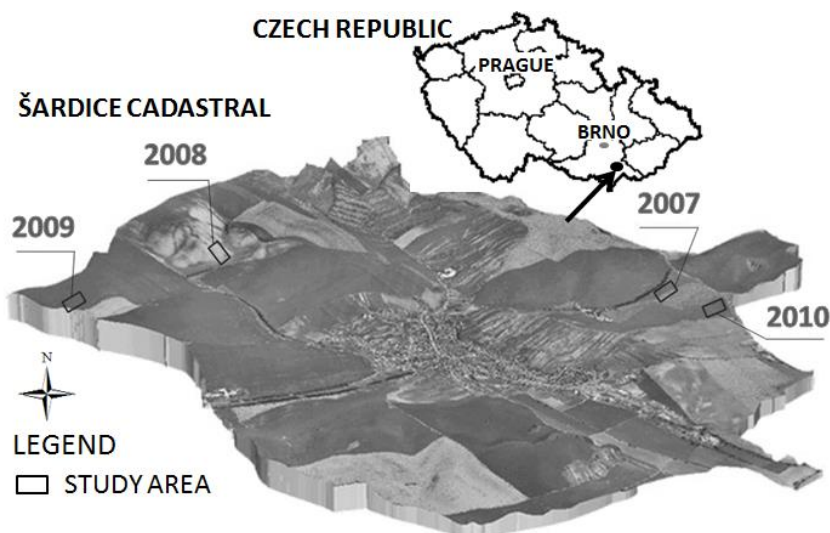 CZECH REPUBLIC
PRAGUE
ŠARDICE CADASTRAL
BRNO
2008
2007
2009
2010
N
LEGEND
STUDY AREA